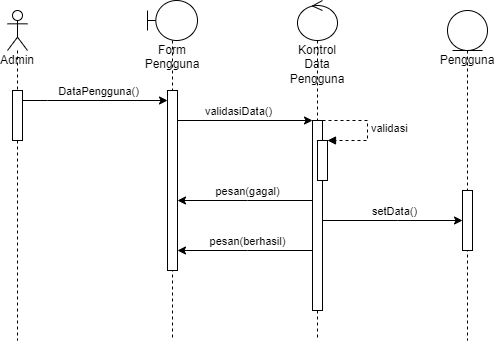 Admin
Form
Pengguna
Kontrol
Data
Pengguna
Pengguna
DataPengguna()
validasiData()
validasi
pesan(gagal)
setData()
pesan(berhasil)